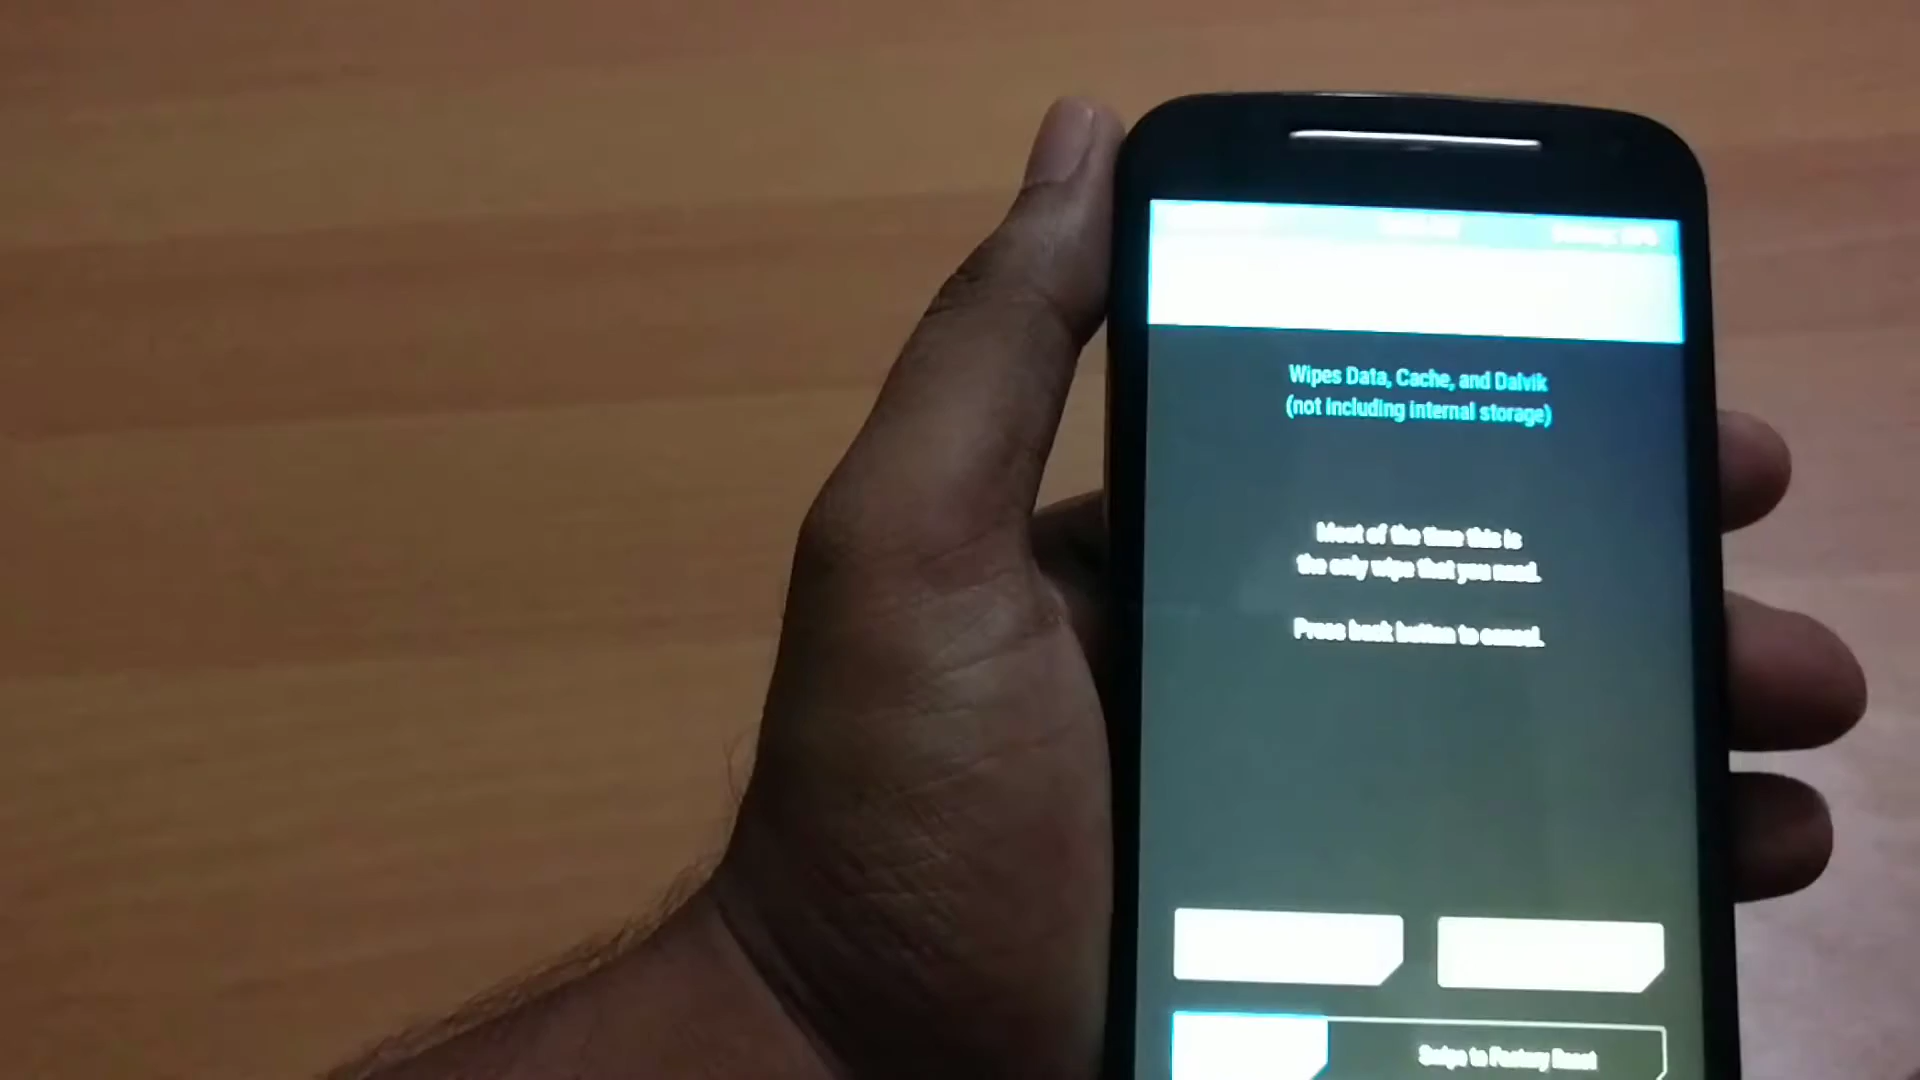 Wipes Data, Cache, and Dalvik
(not including internal storage)
Most of the time this is
the only wipe that you need.
Press back button to cancel.
Swipe to Factory Reset